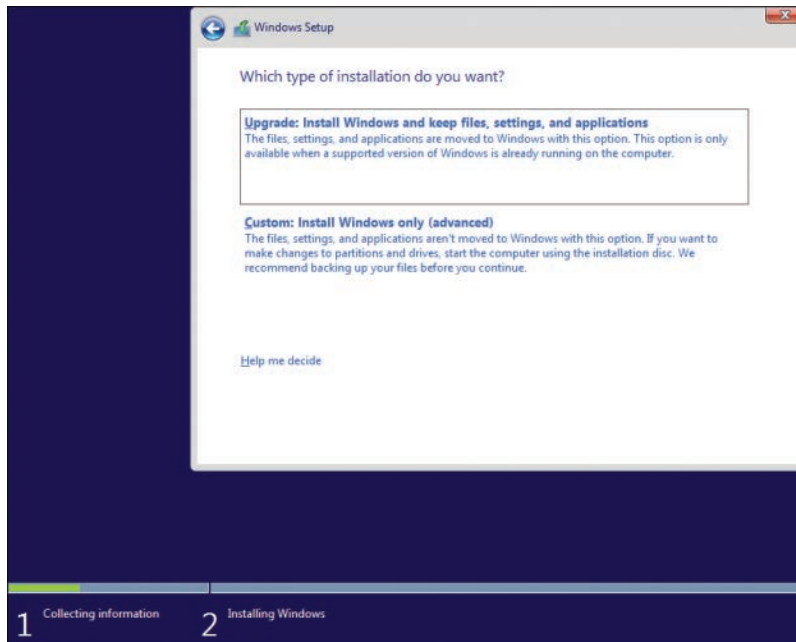 Windows Setup
Which type of installation do you want?
Upgrade: Install Windows and keep files, settings, and applications
The files, settings, and applications are moved to Windows with this option. This option is only
available when a supported version of Windows is already running on the computer.
Custom: Install Windows only (advanced)
The files, settings, and applications aren't moved to Windows with this option. If you want to
make changes to partitions and drives, start the computer using the installation disc. We
recommend backing up your files before you continue.
Help me decide
1 Collecting information
2 Installing Windows